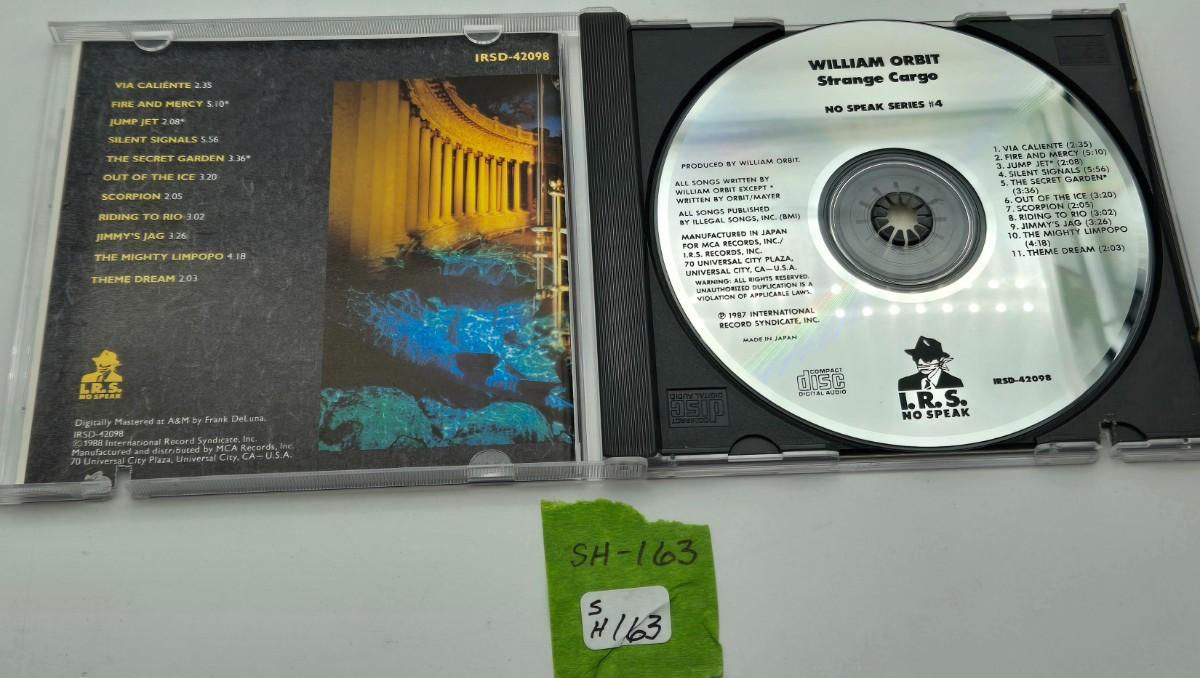 IRSD-42098
VIA CALIÉNTE 2.35
FIRE AND MERCY 5.10*
JUMP JET 2.08*
SILENT SIGNALS 5.56
THE SECRET GARDEN 3.36*
OUT OF THE ICE 3.20
SCORPION 2.05
RIDING TO RIO 3.02
JIMMY'S JAG 3.26
THE MIGHTY LIMPOPO 4.18
THEME DREAM 2.03
I.R.S.
NO SPEAK
Digitally Mastered at A&M by Frank DeLuna.
IRSD-42098
©1988 International Record Syndicate, Inc.
Manufactured and distributed by MCA Records, Inc.
70 Universal City Plaza, Universal City, CA—U.S.A.
WILLIAM ORBIT
Strange Cargo
NO SPEAK SERIES #4
PRODUCED BY WILLIAM ORBIT.
ALL SONGS WRITTEN BY
WILLIAM ORBIT EXCEPT *
WRITTEN BY ORBIT/MAYER
ALL SONGS PUBLISHED
BY ILLEGAL SONGS, INC. (BMI)
MANUFACTURED IN JAPAN
FOR MCA RECORDS, INC./
I.R.S. RECORDS, INC.
70 UNIVERSAL CITY PLAZA,
UNIVERSAL CITY, CA—U.S.A.
WARNING: ALL RIGHTS RESERVED.
UNAUTHORIZED DUPLICATION IS A
VIOLATION OF APPLICABLE LAWS.
℗ 1987 INTERNATIONAL
RECORD SYNDICATE, INC.
MADE IN JAPAN
1. VIA CALIENTE (2:35)
2. FIRE AND MERCY (5:10)
3. JUMP JET* (2:08)
4. SILENT SIGNALS (5:56)
5. THE SECRET GARDEN*
(3:36)
6. OUT OF THE ICE (3:20)
7. SCORPION (2:05)
8. RIDING TO RIO (3:02)
9. JIMMY'S JAG (3:26)
10. THE MIGHTY LIMPOPO
(4:18)
11. THEME DREAM (2:03)
COMPACT
disc
DIGITAL AUDIO
I.R.S.
NO SPEAK
IRSD-42098
COMPACT
disc
DIGITAL AUDIO
SH-163
S
H163